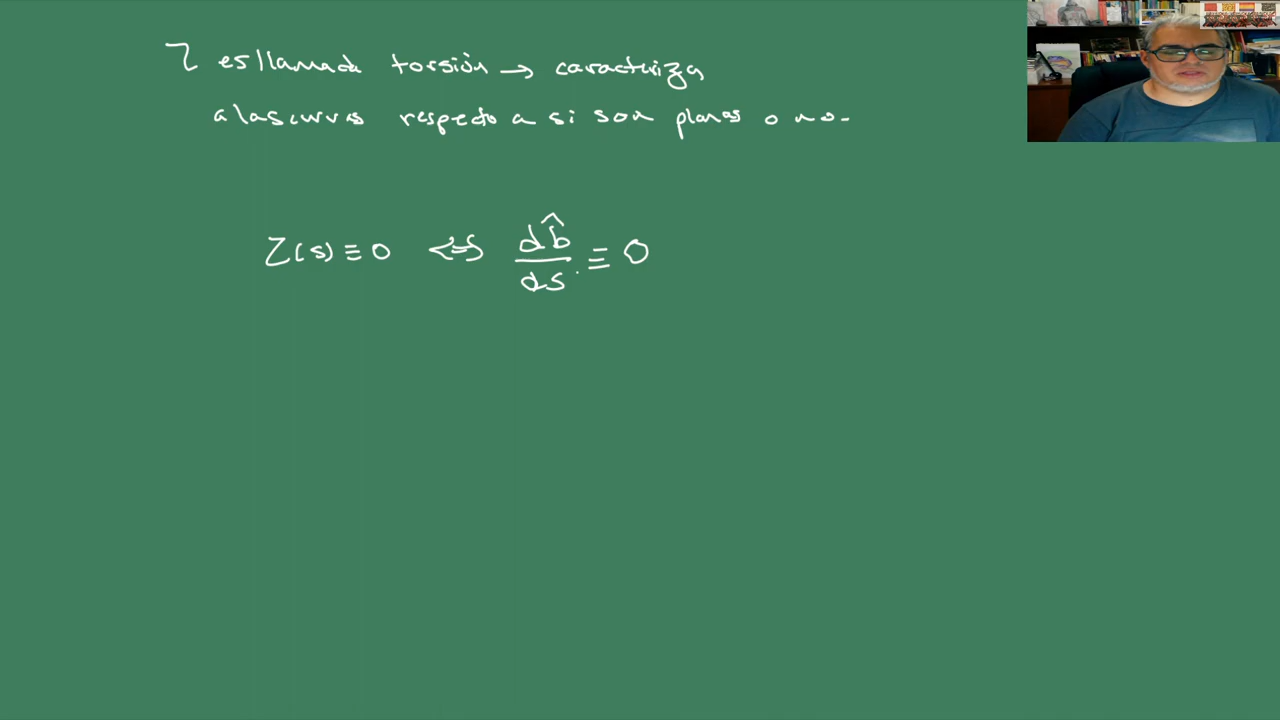 τ es llamada torsión → caracteriza
a las curvas respecto a si son planas o no.
τ(s) ≡ 0 ⇔ db̂/ds ≡ 0